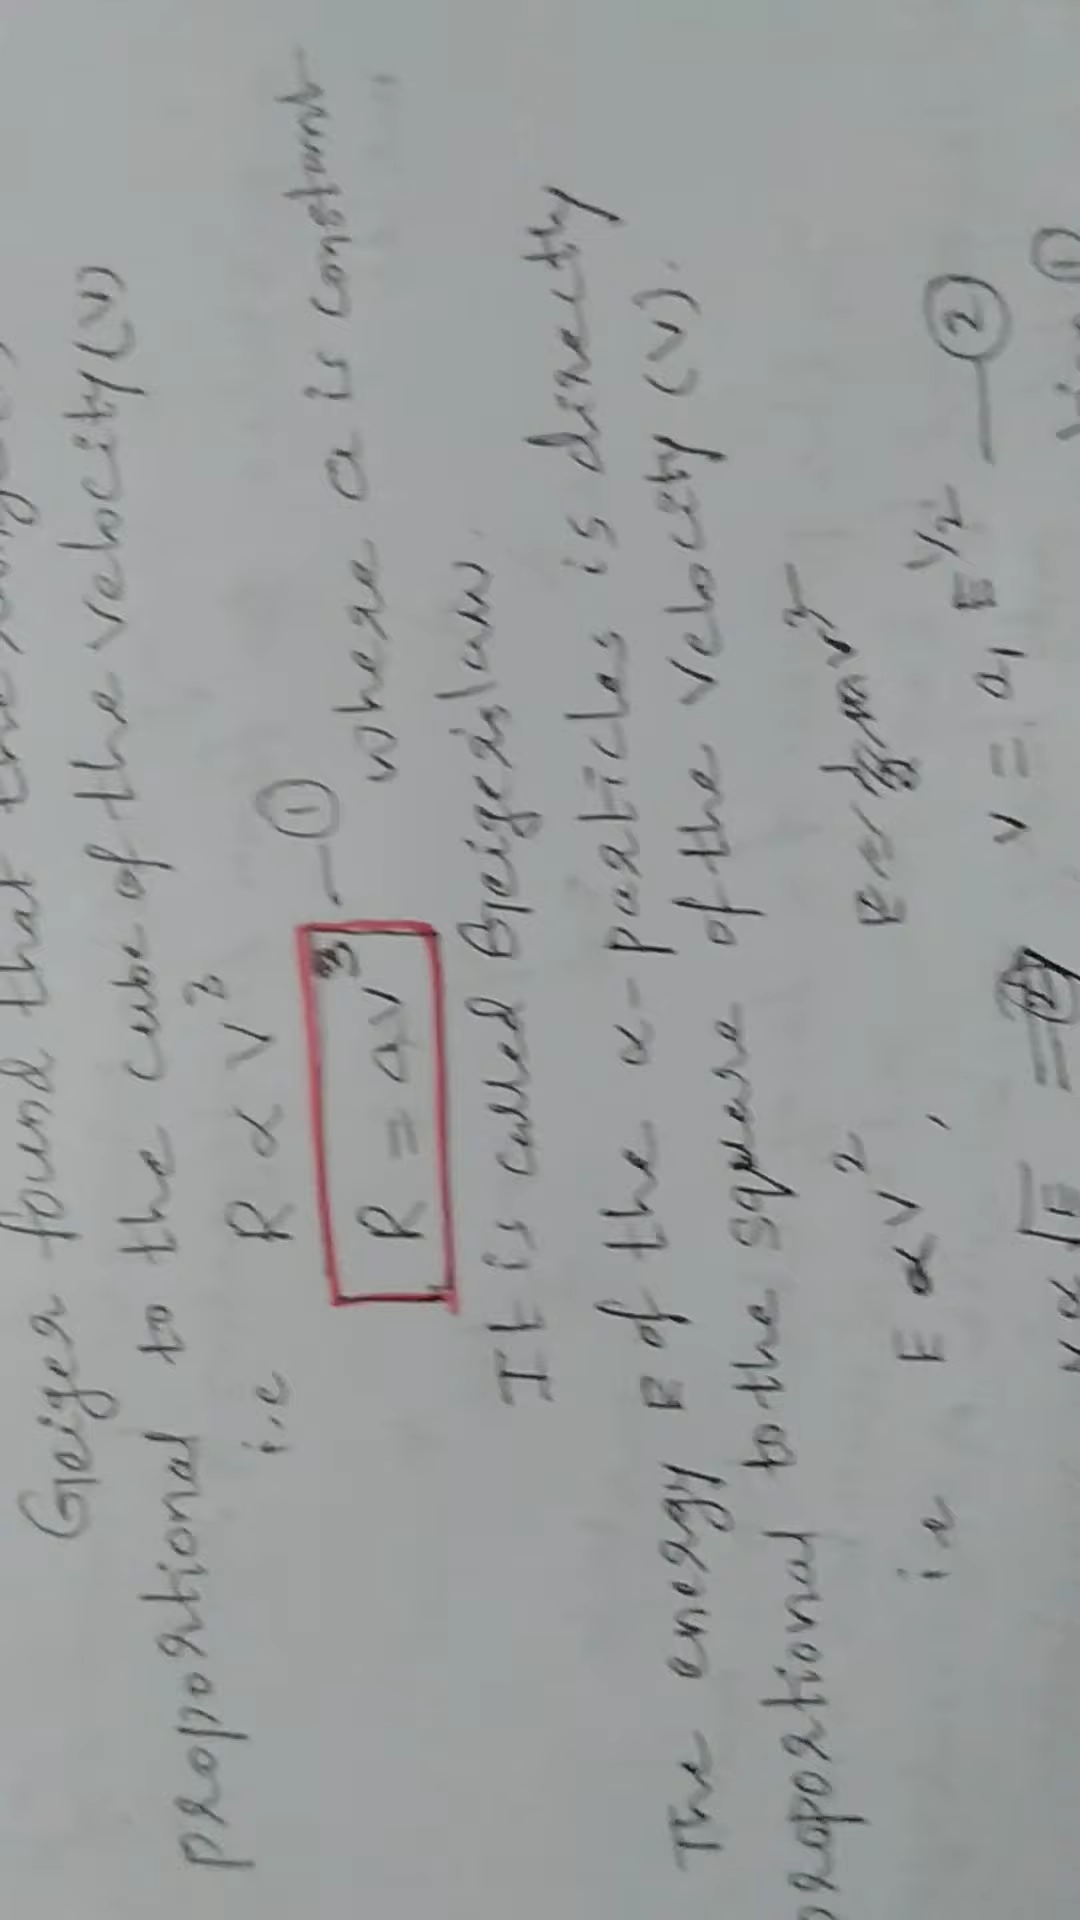 Geiger found that the
proportional to the cube of the velocity (v)
i.e R ∝ V³
R = av³ — ①
where a is constant
It is called Geiger's law.
The energy E of the α-particles is directly
proportional to the square of the velocity (v).
i.e E ∝ V², v = a₁ E^1/2 — ②